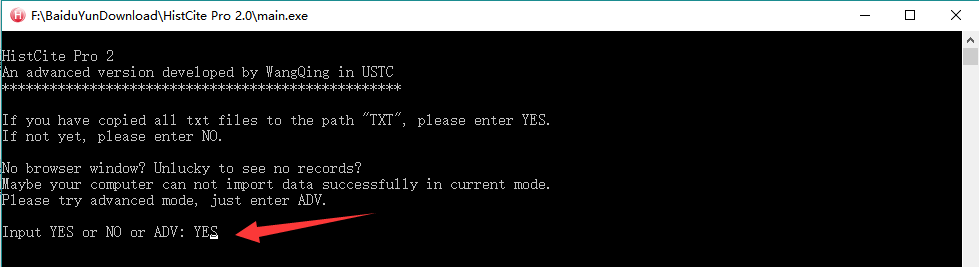 F:\BaiduYunDownload\HistCite Pro 2.0\main.exe
HistCite Pro 2
An advanced version developed by WangQing in USTC
**************************************************
If you have copied all txt files to the path "TXT", please enter YES.
If not yet, please enter NO.
No browser window? Unlucky to see no records?
Maybe your computer can not import data successfully in current mode.
Please try advanced mode, just enter ADV.
Input YES or NO or ADV: YES